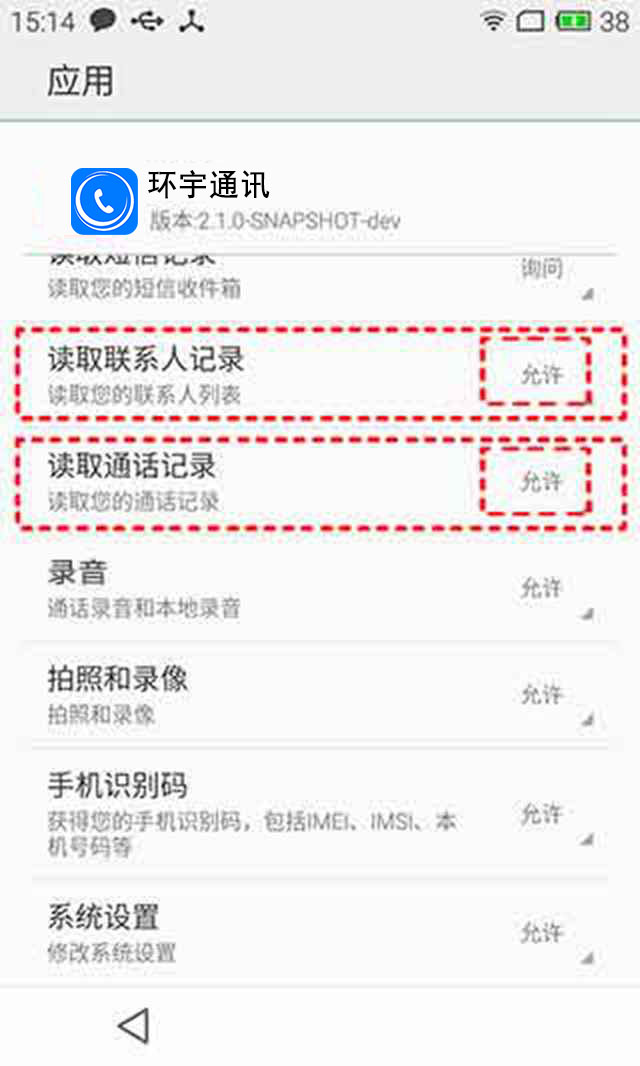 15:14
38
应用
环宇通讯
版本:2.1.0-SNAPSHOT-dev
读取短信记录
询问
读取您的短信收件箱
读取联系人记录
允许
读取您的联系人列表
读取通话记录
允许
读取您的通话记录
录音
允许
通话录音和本地录音
拍照和录像
允许
拍照和录像
手机识别码
允许
获得您的手机识别码，包括IMEI、IMSI、本
机号码等
系统设置
允许
修改系统设置